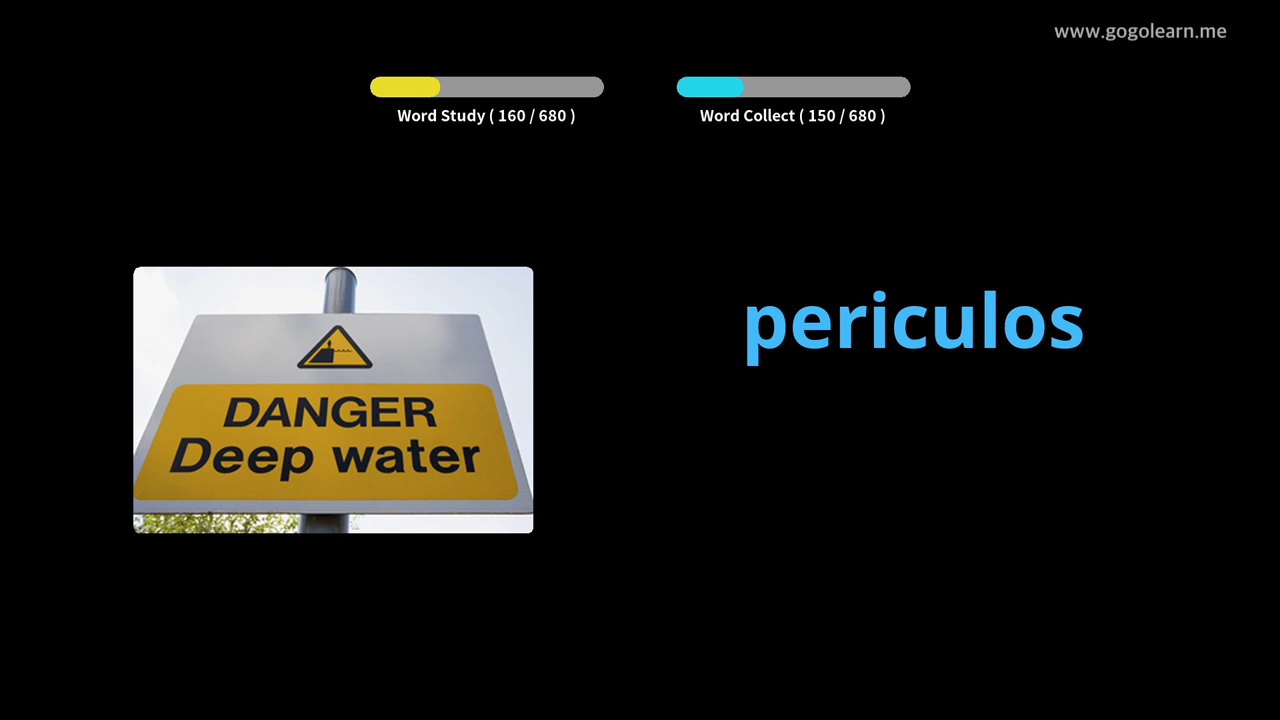 www.gogolearn.me
Word Study ( 160 / 680 )
Word Collect ( 150 / 680 )
periculos
DANGER
Deep water